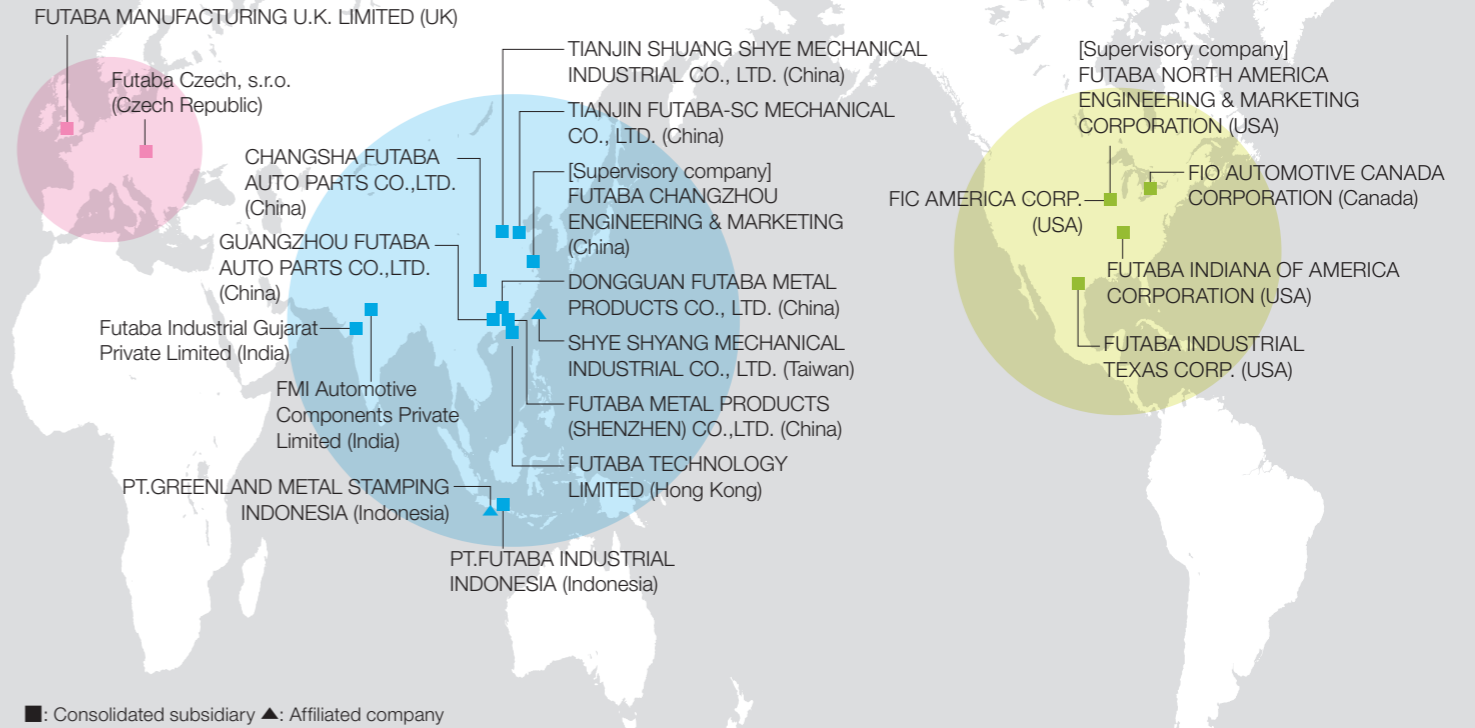 FUTABA MANUFACTURING U.K. LIMITED (UK)
Futaba Czech, s.r.o.
(Czech Republic)
CHANGSHA FUTABA
AUTO PARTS CO.,LTD.
(China)
GUANGZHOU FUTABA
AUTO PARTS CO.,LTD.
(China)
Futaba Industrial Gujarat
Private Limited (India)
FMI Automotive
Components Private
Limited (India)
PT.GREENLAND METAL STAMPING
INDONESIA (Indonesia)
PT.FUTABA INDUSTRIAL
INDONESIA (Indonesia)
TIANJIN SHUANG SHYE MECHANICAL
INDUSTRIAL CO., LTD. (China)
TIANJIN FUTABA-SC MECHANICAL
CO., LTD. (China)
[Supervisory company]
FUTABA CHANGZHOU
ENGINEERING & MARKETING
(China)
DONGGUAN FUTABA METAL
PRODUCTS CO., LTD. (China)
SHYE SHYANG MECHANICAL
INDUSTRIAL CO., LTD. (Taiwan)
FUTABA METAL PRODUCTS
(SHENZHEN) CO.,LTD. (China)
FUTABA TECHNOLOGY
LIMITED (Hong Kong)
[Supervisory company]
FUTABA NORTH AMERICA
ENGINEERING & MARKETING
CORPORATION (USA)
FIO AUTOMOTIVE CANADA
CORPORATION (Canada)
FIC AMERICA CORP.
(USA)
FUTABA INDIANA OF AMERICA
CORPORATION (USA)
FUTABA INDUSTRIAL
TEXAS CORP. (USA)
■: Consolidated subsidiary ▲: Affiliated company